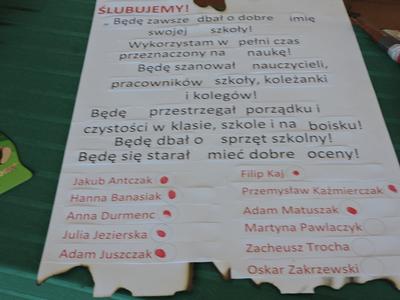 ŚLUBUJEMY!
„ Będę zawsze dbał o dobre imię
swojej szkoły!
Wykorzystam w pełni czas
przeznaczony na naukę!
Będę szanował nauczycieli,
pracowników szkoły, koleżanki
i kolegów!
Będę przestrzegał porządku i
czystości w klasie, szkole i na boisku!
Będę dbał o sprzęt szkolny!
Będę się starał mieć dobre oceny!
Jakub Antczak
Hanna Banasiak
Anna Durmenc
Julia Jezierska
Adam Juszczak
Filip Kaj
Przemysław Kaźmierczak
Adam Matuszak
Martyna Pawlaczyk
Zacheusz Trocha
Oskar Zakrzewski